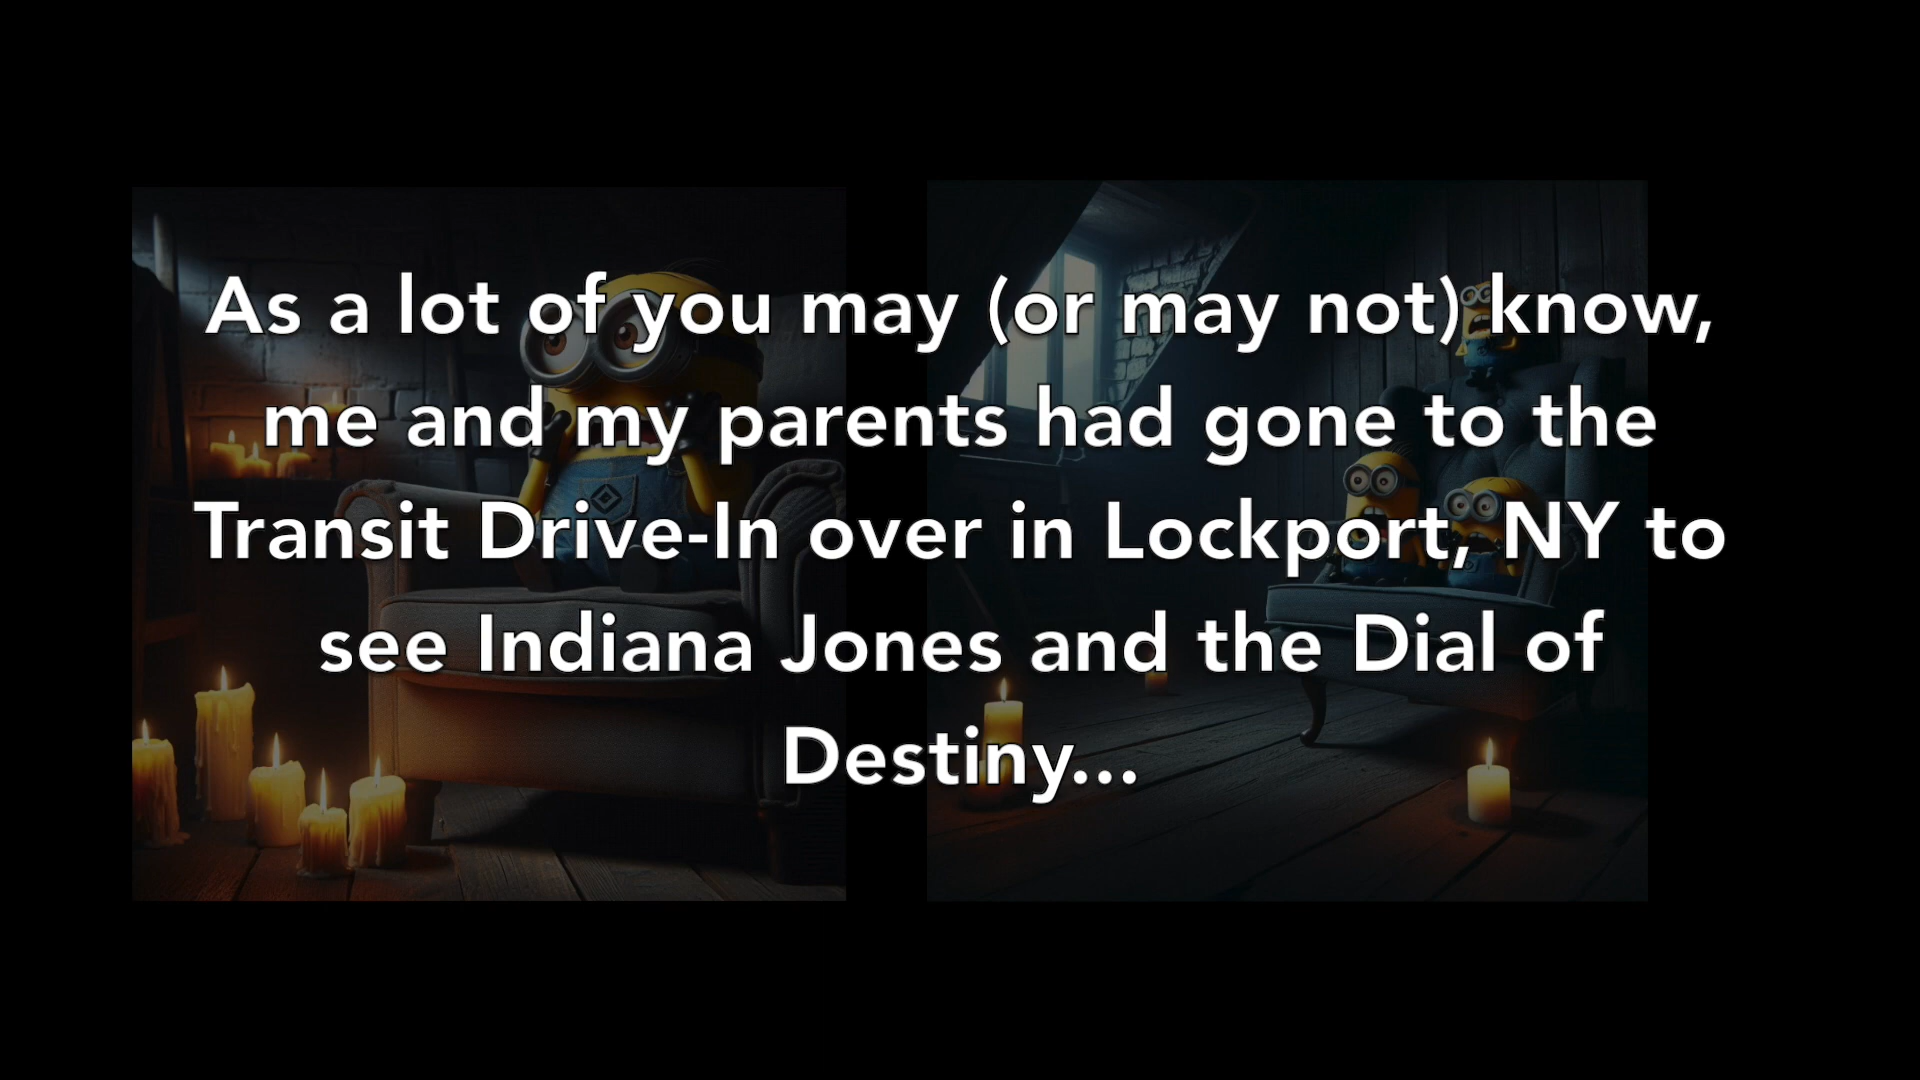 As a lot of you may (or may not) know,
me and my parents had gone to the
Transit Drive-In over in Lockport, NY to
see Indiana Jones and the Dial of
Destiny...